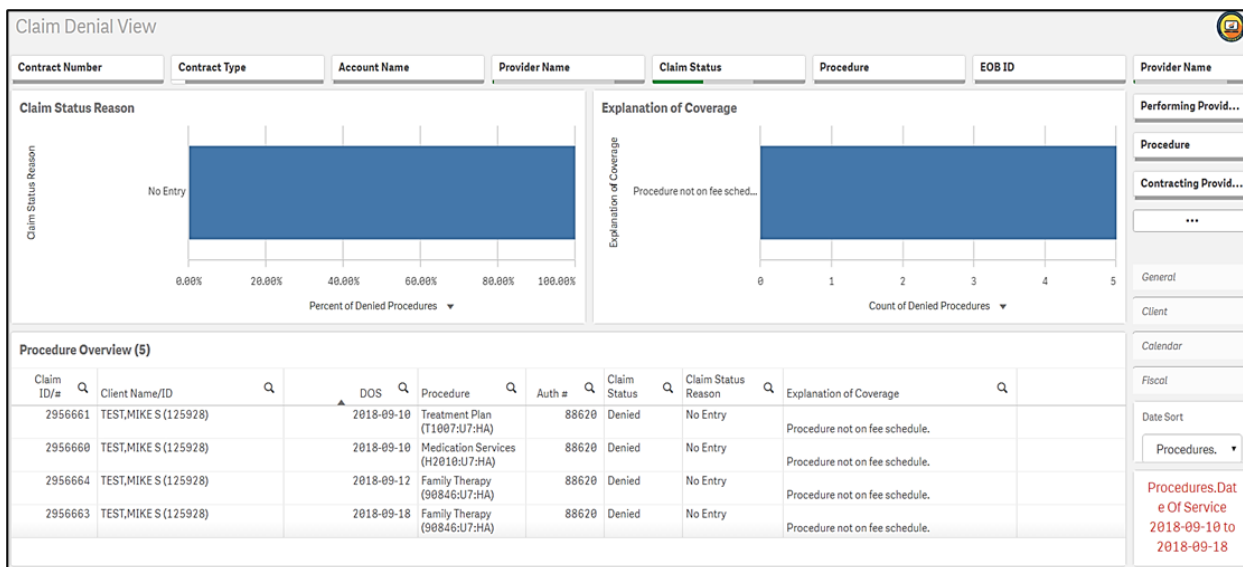 Claim Denial View
Contract Number
Contract Type
Account Name
Provider Name
Claim Status
Procedure
EOB ID
Provider Name
Claim Status Reason
Claim Status Reason
No Entry
0.00% 20.00% 40.00% 60.00% 80.00% 100.00%
Percent of Denied Procedures
Explanation of Coverage
Explanation of Coverage
Procedure not on fee sched...
0 1 2 3 4 5
Count of Denied Procedures
Performing Provid...
Procedure
Contracting Provid...
...
General
Client
Calendar
Fiscal
Date Sort
Procedures.
Procedures.Dat
e Of Service
2018-09-10 to
2018-09-18
Procedure Overview (5)
Claim ID/# Client Name/ID DOS Procedure Auth # Claim Status Claim Status Reason Explanation of Coverage
2956661 TEST,MIKE S (125928) 2018-09-10 Treatment Plan (T1007:U7:HA) 88620 Denied No Entry Procedure not on fee schedule.
2956660 TEST,MIKE S (125928) 2018-09-10 Medication Services (H2010:U7:HA) 88620 Denied No Entry Procedure not on fee schedule.
2956664 TEST,MIKE S (125928) 2018-09-12 Family Therapy (90846:U7:HA) 88620 Denied No Entry Procedure not on fee schedule.
2956663 TEST,MIKE S (125928) 2018-09-18 Family Therapy (90846:U7:HA) 88620 Denied No Entry Procedure not on fee schedule.